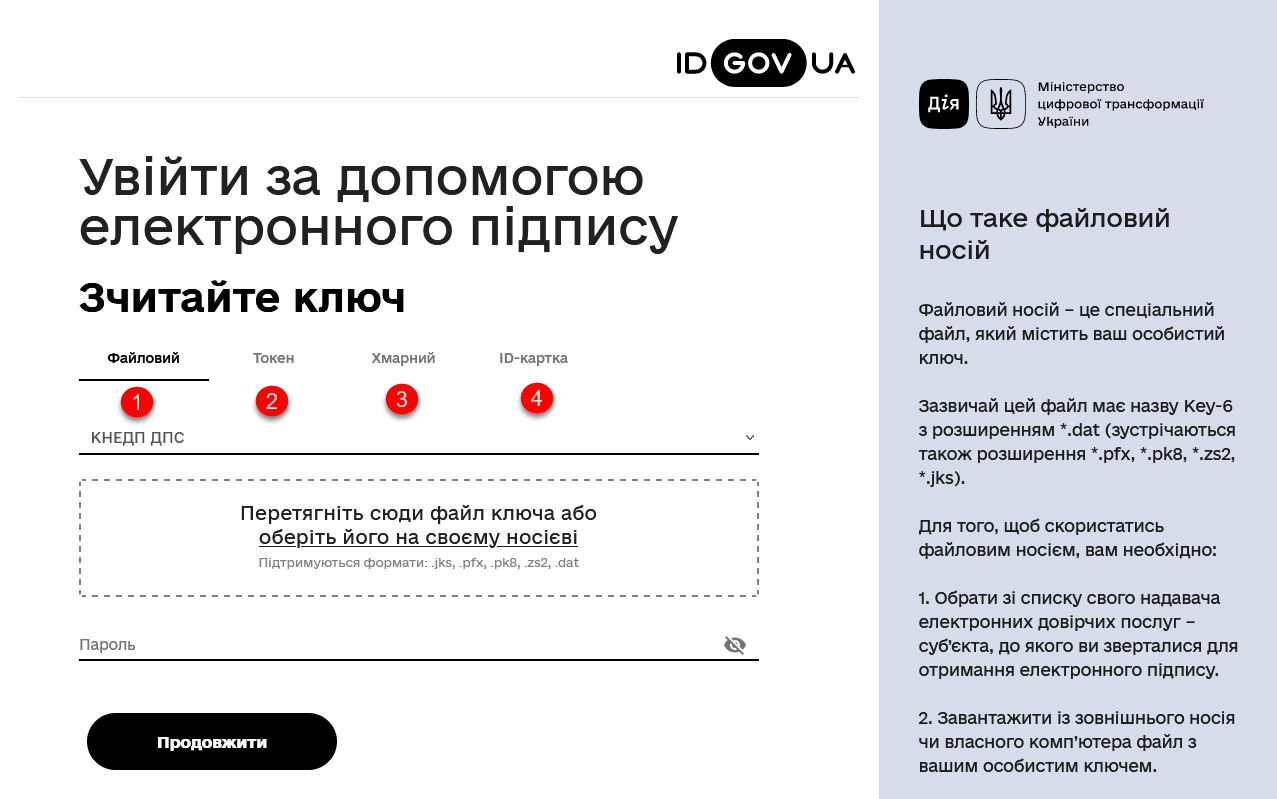 ID GOV UA
Увійти за допомогою
електронного підпису
Зчитайте ключ
Файловий Токен Хмарний ID-картка
1 2 3 4
КНЕДП ДПС
Перетягніть сюди файл ключа або
оберіть його на своєму носієві
Підтримуються формати: .jks, .pfx, .pk8, .zs2, .dat
Пароль
Продовжити
Дія
Міністерство
цифрової трансформації
України
Що таке файловий
носій
Файловий носій – це спеціальний
файл, який містить ваш особистий
ключ.
Зазвичай цей файл має назву Key-6
з розширенням *.dat (зустрічаються
також розширення *.pfx, *.pk8, *.zs2,
*.jks).
Для того, щоб скористатись
файловим носієм, вам необхідно:
1. Обрати зі списку свого надавача
електронних довірчих послуг –
суб’єкта, до якого ви зверталися для
отримання електронного підпису.
2. Завантажити із зовнішнього носія
чи власного комп’ютера файл з
вашим особистим ключем.